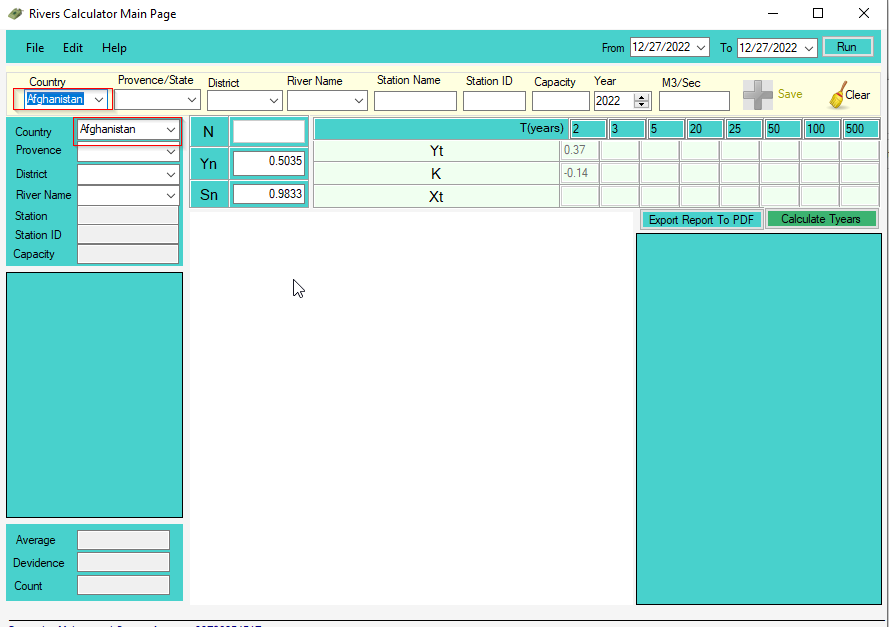 Rivers Calculator Main Page
File Edit Help From 12/27/2022 To 12/27/2022 Run
Country Provence/State District River Name Station Name Station ID Capacity Year M3/Sec
Afghanistan 2022 Save Clear
Country Afghanistan
Provence
District
River Name
Station
Station ID
Capacity
N
Yn 0.5035
Sn 0.9833
T(years) 2 3 5 20 25 50 100 500
Yt 0.37
K -0.14
Xt
Export Report To PDF Calculate Tyears
Average
Devidence
Count